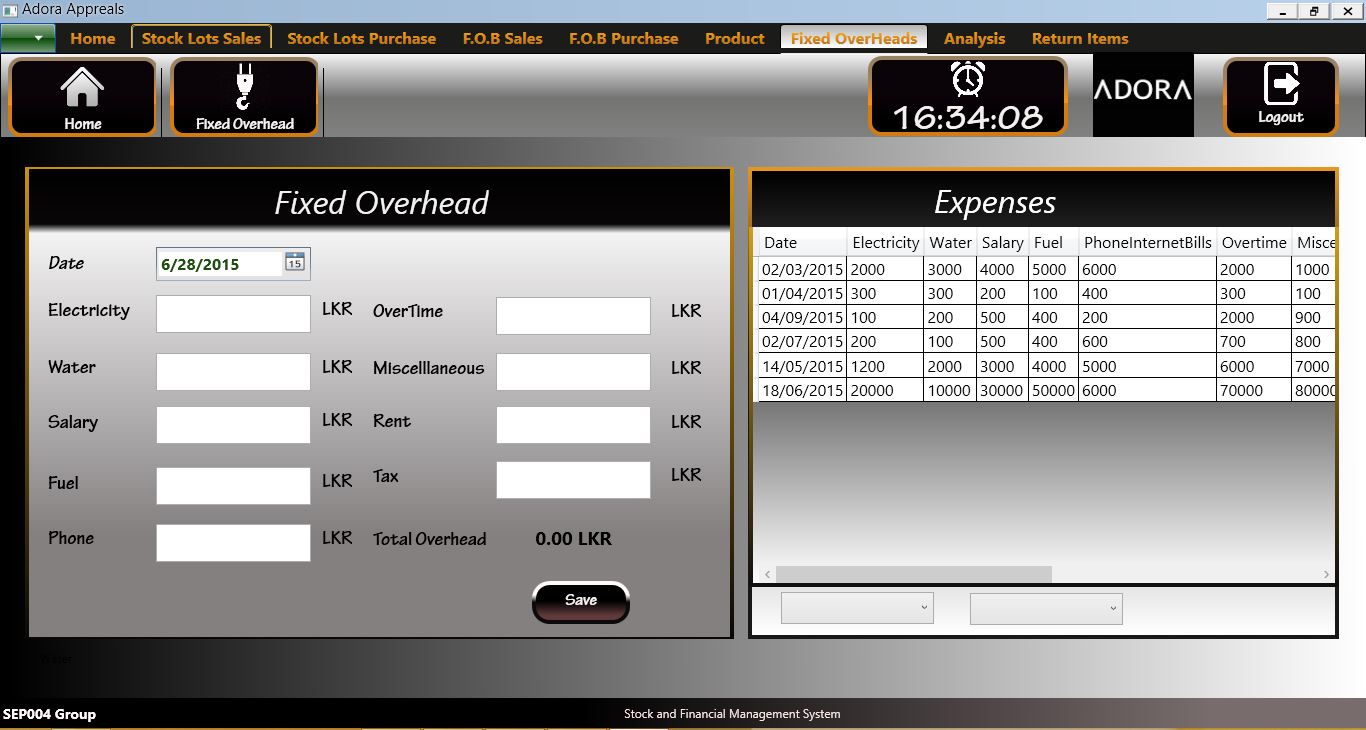 Adora Appreals
Home Stock Lots Sales Stock Lots Purchase F.O.B Sales F.O.B Purchase Product Fixed OverHeads Analysis Return Items
Home
Fixed Overhead
16:34:08
ADORA
Logout
Fixed Overhead
Date 6/28/2015 15
Electricity LKR OverTime LKR
Water LKR Miscelllaneous LKR
Salary LKR Rent LKR
Fuel LKR Tax LKR
Phone LKR Total Overhead 0.00 LKR
Save
Expenses
Date Electricity Water Salary Fuel PhoneInternetBills Overtime Misce
02/03/2015 2000 3000 4000 5000 6000 2000 1000
01/04/2015 300 300 200 100 400 300 100
04/09/2015 100 200 500 400 200 2000 900
02/07/2015 200 100 500 400 600 700 800
14/05/2015 1200 2000 3000 4000 5000 6000 7000
18/06/2015 20000 10000 30000 50000 6000 70000 80000
Water
SEP004 Group
Stock and Financial Management System